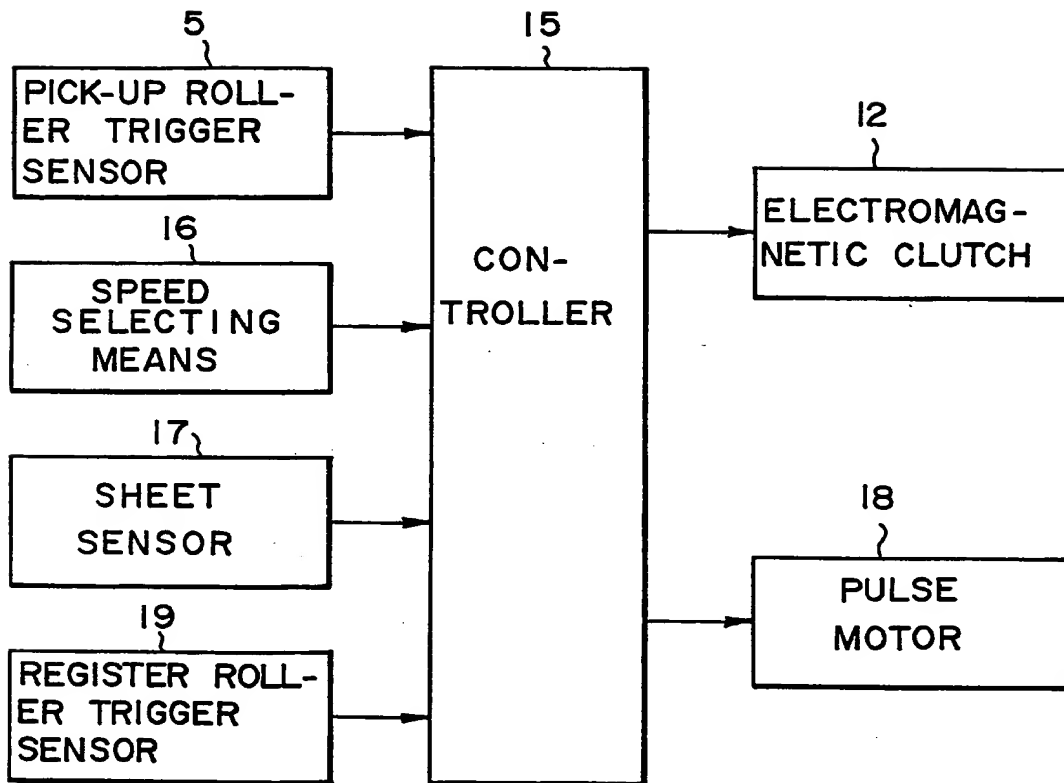 5
PICK-UP ROLL-
ER TRIGGER
SENSOR
16
SPEED
SELECTING
MEANS
17
SHEET
SENSOR
19
REGISTER ROLL-
ER TRIGGER
SENSOR
15
CON-
TROLLER
12
ELECTROMAG-
NETIC CLUTCH
18
PULSE
MOTOR